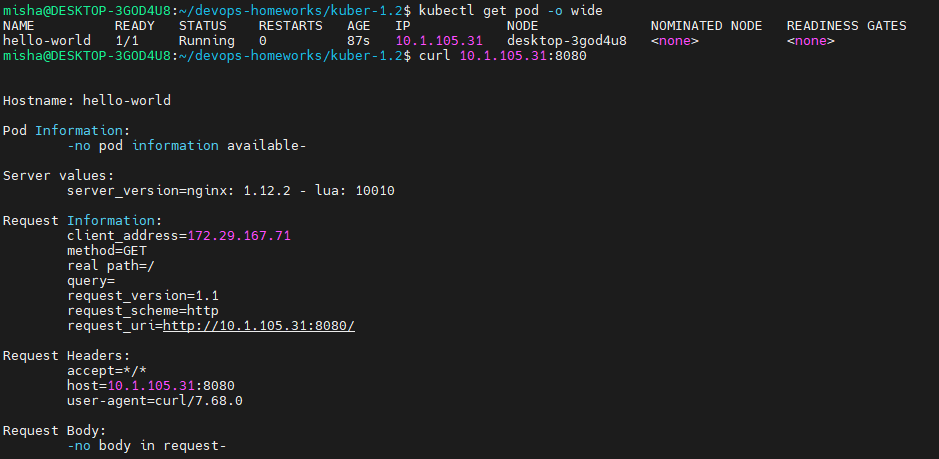 misha@DESKTOP-3GOD4U8:~/devops-homeworks/kuber-1.2$ kubectl get pod -o wide
NAME          READY   STATUS    RESTARTS   AGE   IP            NODE              NOMINATED NODE   READINESS GATES
hello-world   1/1     Running   0          87s   10.1.105.31   desktop-3god4u8   <none>           <none>
misha@DESKTOP-3GOD4U8:~/devops-homeworks/kuber-1.2$ curl 10.1.105.31:8080
Hostname: hello-world
Pod Information:
        -no pod information available-
Server values:
        server_version=nginx: 1.12.2 - lua: 10010
Request Information:
        client_address=172.29.167.71
        method=GET
        real path=/
        query=
        request_version=1.1
        request_scheme=http
        request_uri=http://10.1.105.31:8080/
Request Headers:
        accept=*/*
        host=10.1.105.31:8080
        user-agent=curl/7.68.0
Request Body:
        -no body in request-